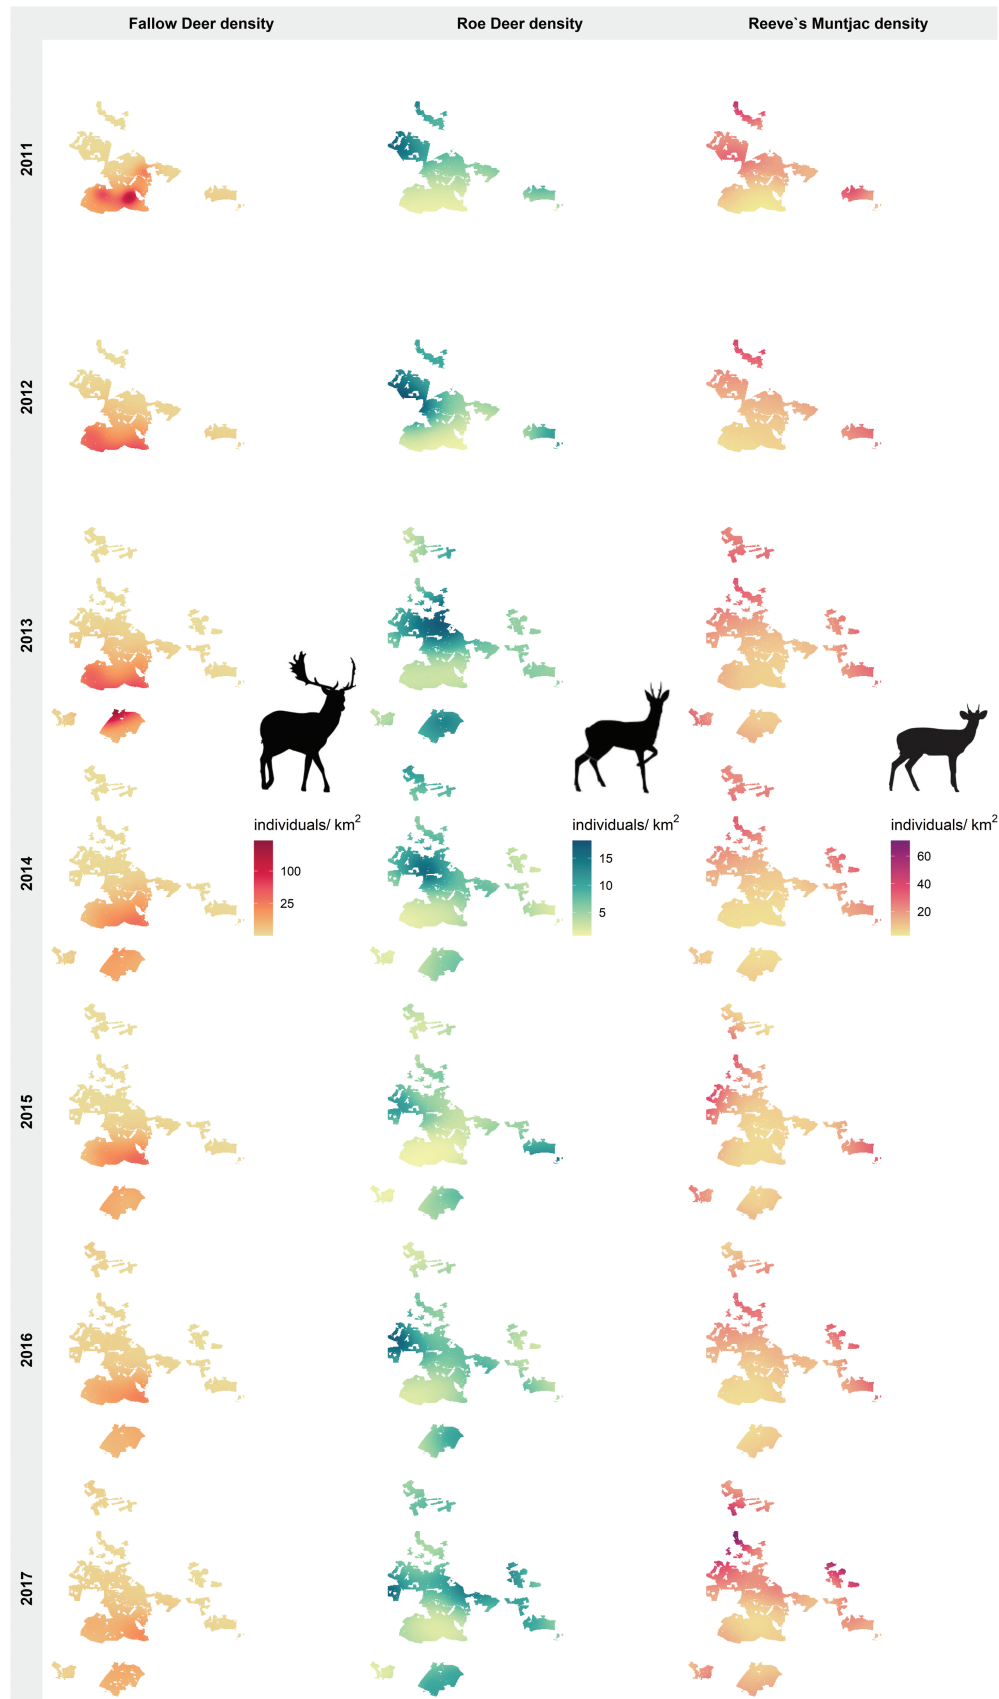 Fallow Deer density
Roe Deer density
Reeve`s Muntjac density
2011
2012
2013
2014
individuals/ km²
100
25
individuals/ km²
15
10
5
individuals/ km²
60
40
20
2015
2016
2017